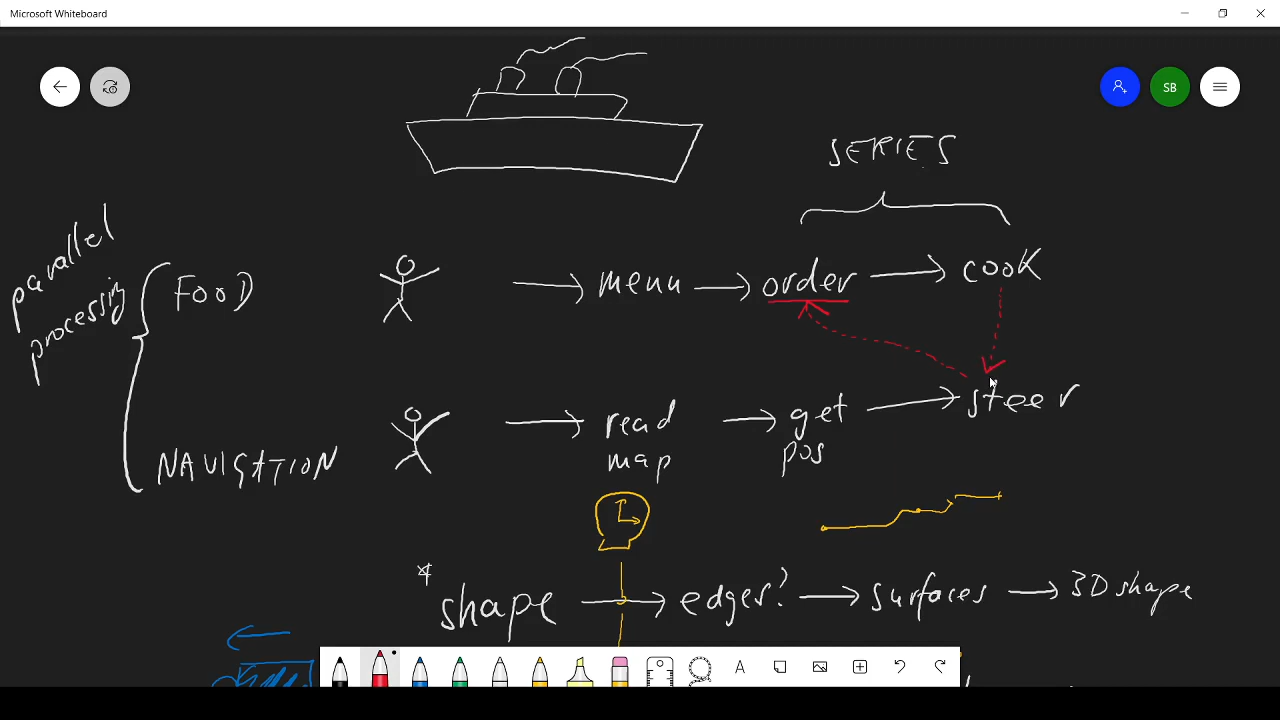 Microsoft Whiteboard
SB
SERIES
parallel
processing
FOOD
menu
order
cook
NAVIGATION
read
map
get
pos
steer
* shape
edges?
surfaces
3D shape
A